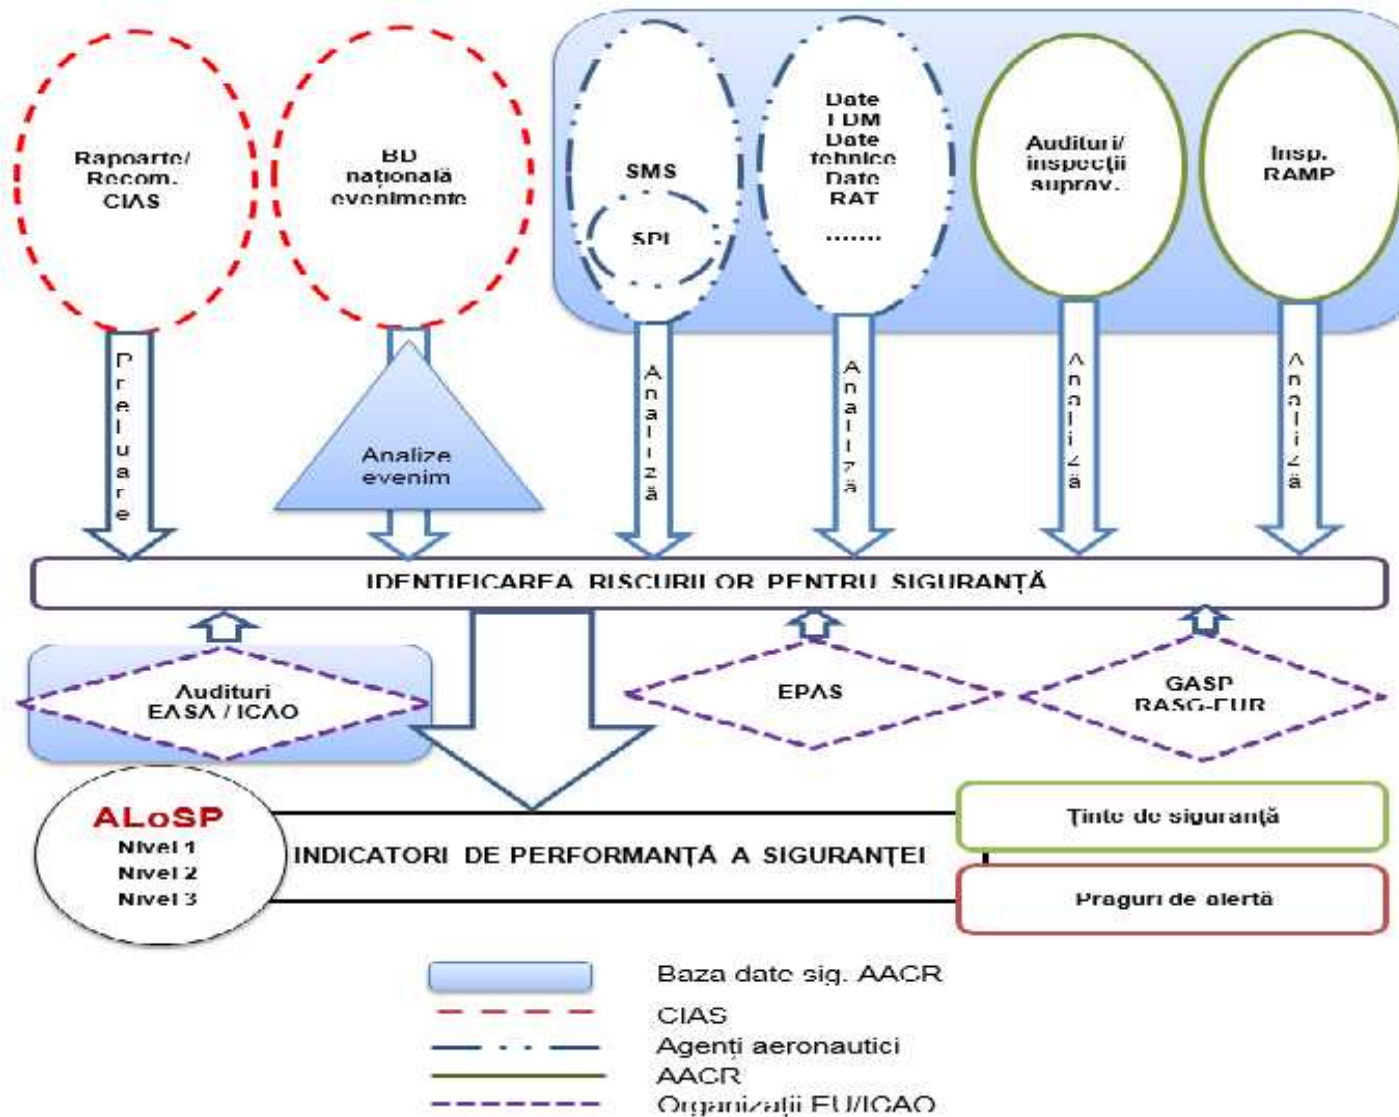 Rapoarte/
Recom.
CIAS
BD
națională
evenimente
SMS
SPI
Date
FDM
Date
tehnice
Date
RAT
.......
Audituri/
inspecții
suprav.
Insp.
RAMP
Preluare
Analize
evenim
Analiză
Analiză
Analiză
Analiză
IDENTIFICAREA RISCURILOR PENTRU SIGURANȚĂ
Audituri
EASA / ICAO
EPAS
GASP
RASG-EUR
ALoSP
Nivel 1
Nivel 2
Nivel 3
INDICATORI DE PERFORMANȚĂ A SIGURANȚEI
Ținte de siguranță
Praguri de alertă
Baza date sig. AACR
CIAS
Agenți aeronautici
AACR
Organizații EU/ICAO